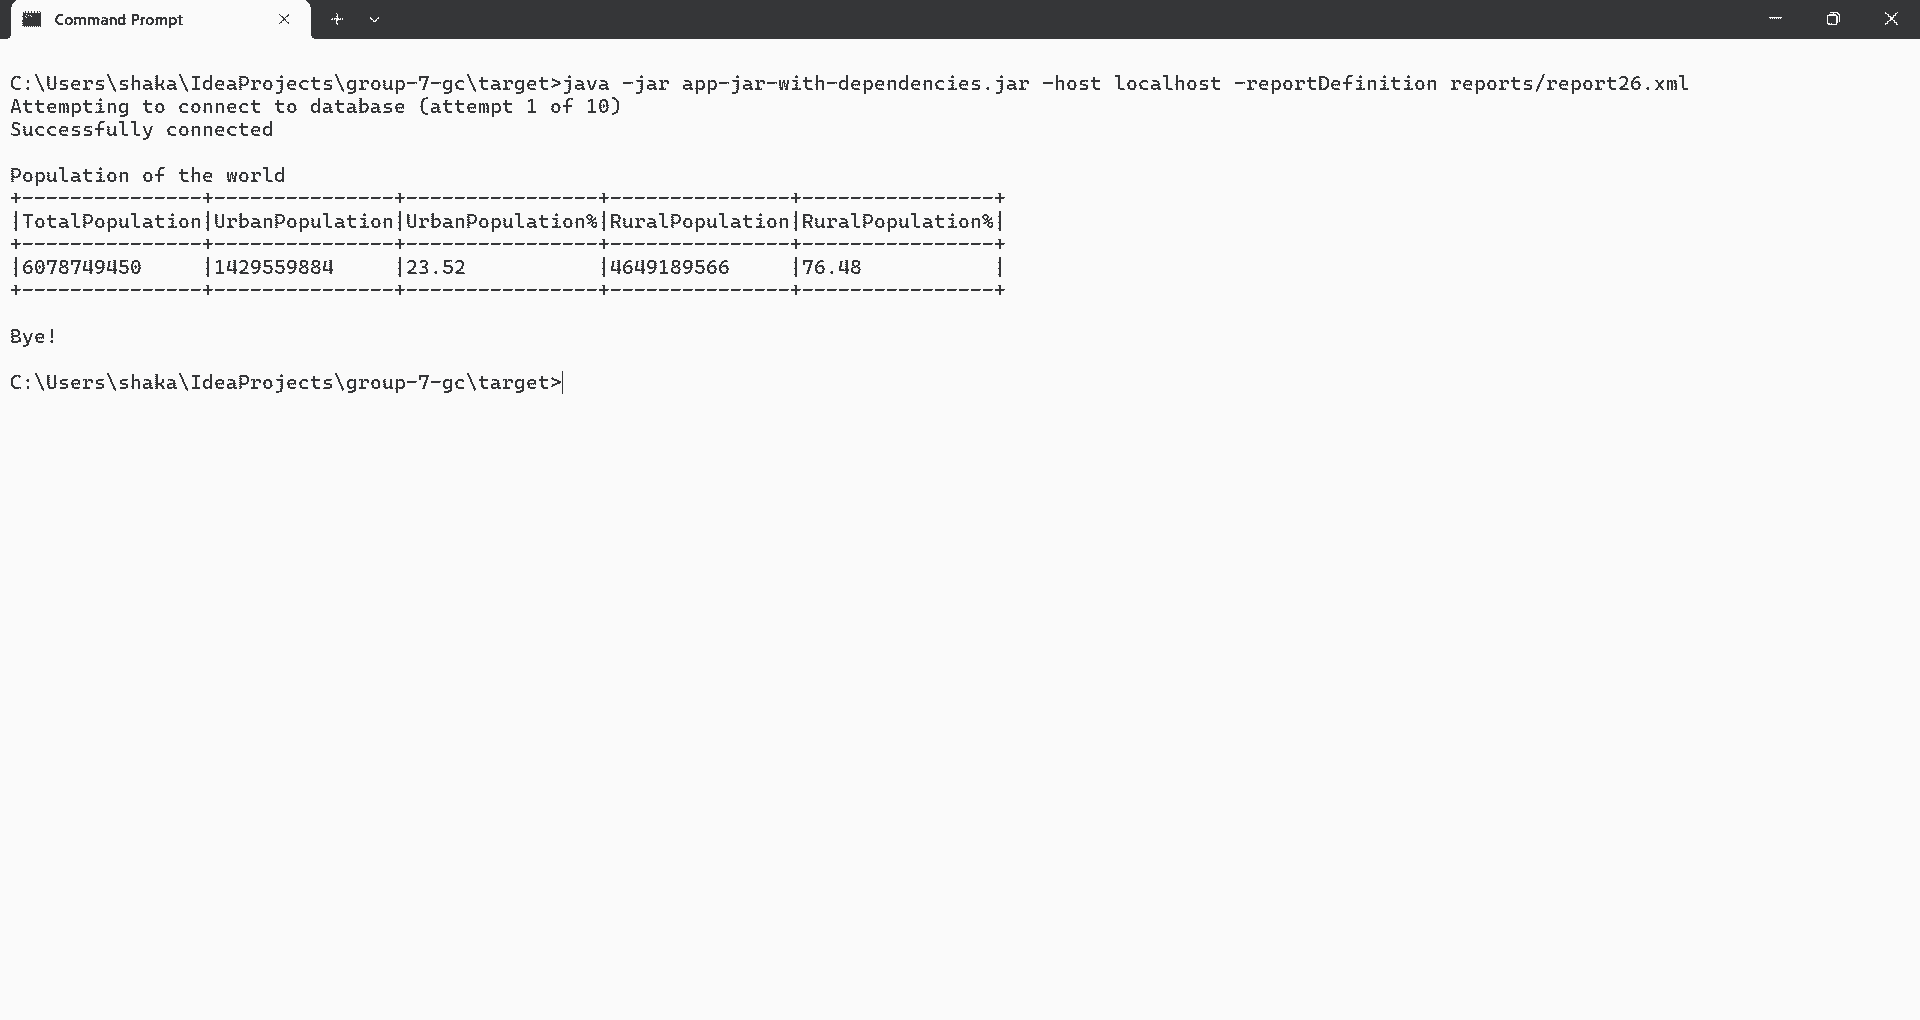 Command Prompt
C:\Users\shaka\IdeaProjects\group-7-gc\target>java -jar app-jar-with-dependencies.jar -host localhost -reportDefinition reports/report26.xml
Attempting to connect to database (attempt 1 of 10)
Successfully connected
Population of the world
+---------------+---------------+----------------+---------------+----------------+
|TotalPopulation|UrbanPopulation|UrbanPopulation%|RuralPopulation|RuralPopulation%|
+---------------+---------------+----------------+---------------+----------------+
|6078749450     |1429559884     |23.52           |4649189566     |76.48           |
+---------------+---------------+----------------+---------------+----------------+
Bye!
C:\Users\shaka\IdeaProjects\group-7-gc\target>